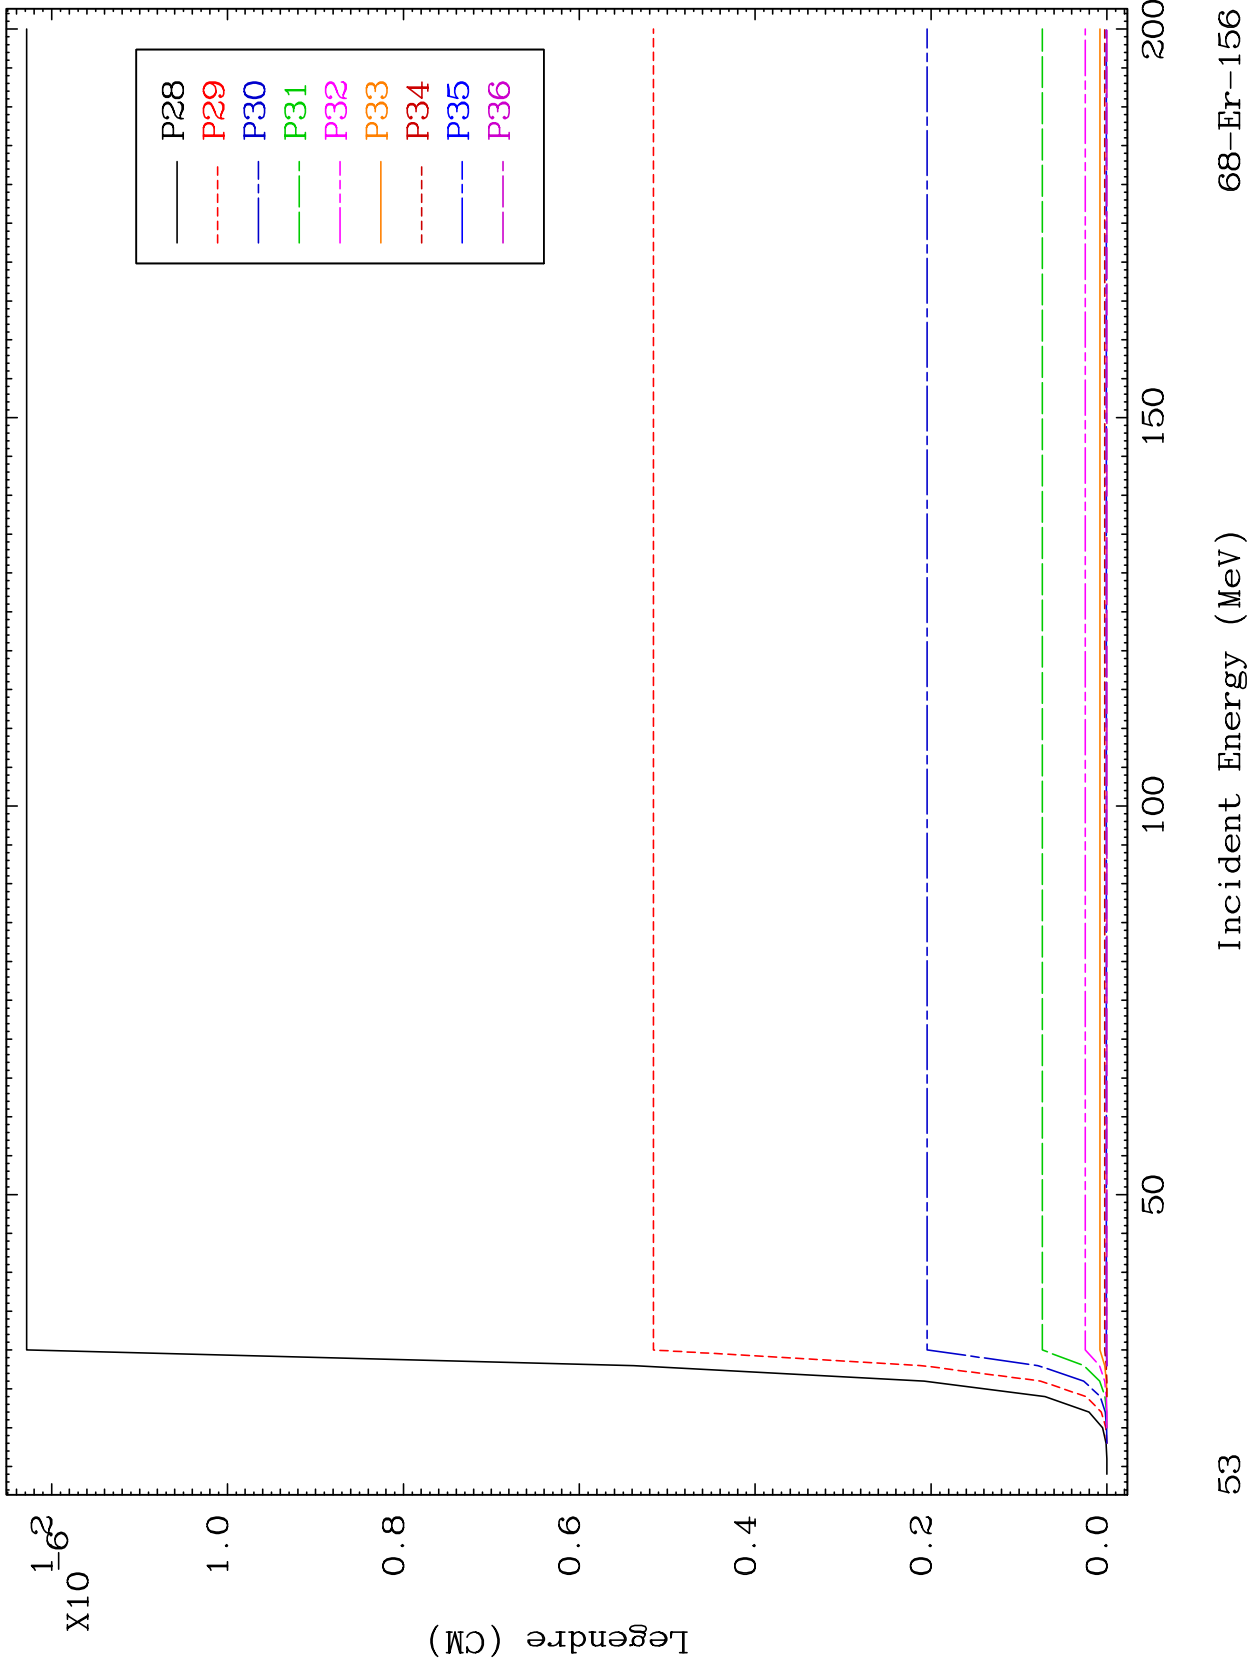 P28
P29
P30
P31
P32
P33
P34
P35
P36
1.2
1.0
0.8
0.6
0.4
0.2
0.0
X10
-6
Legendre (CM)
50
100
150
200
Incident Energy (MeV)
53
68-Er-156